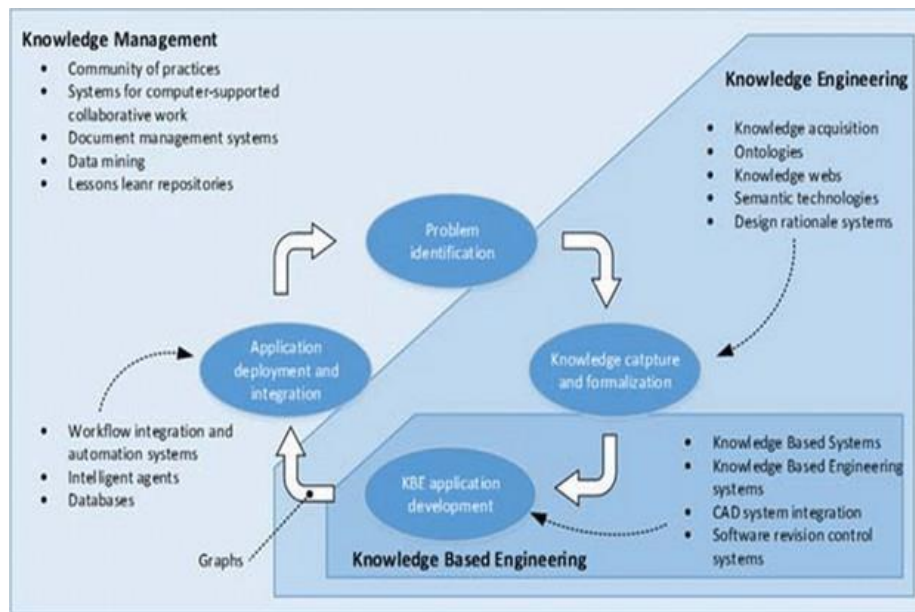 Knowledge Management
• Community of practices
• Systems for computer-supported
collaborative work
• Document management systems
• Data mining
• Lessons leanr repositories
Knowledge Engineering
• Knowledge acquisition
• Ontologies
• Knowledge webs
• Semantic technologies
• Design rationale systems
Problem
identification
Application
deployment and
integration
Knowledge catpture
and formalization
• Workflow integration and
automation systems
• Intelligent agents
• Databases
KBE application
development
• Knowledge Based Systems
• Knowledge Based Engineering
systems
• CAD system integration
• Software revision control
systems
Graphs
Knowledge Based Engineering